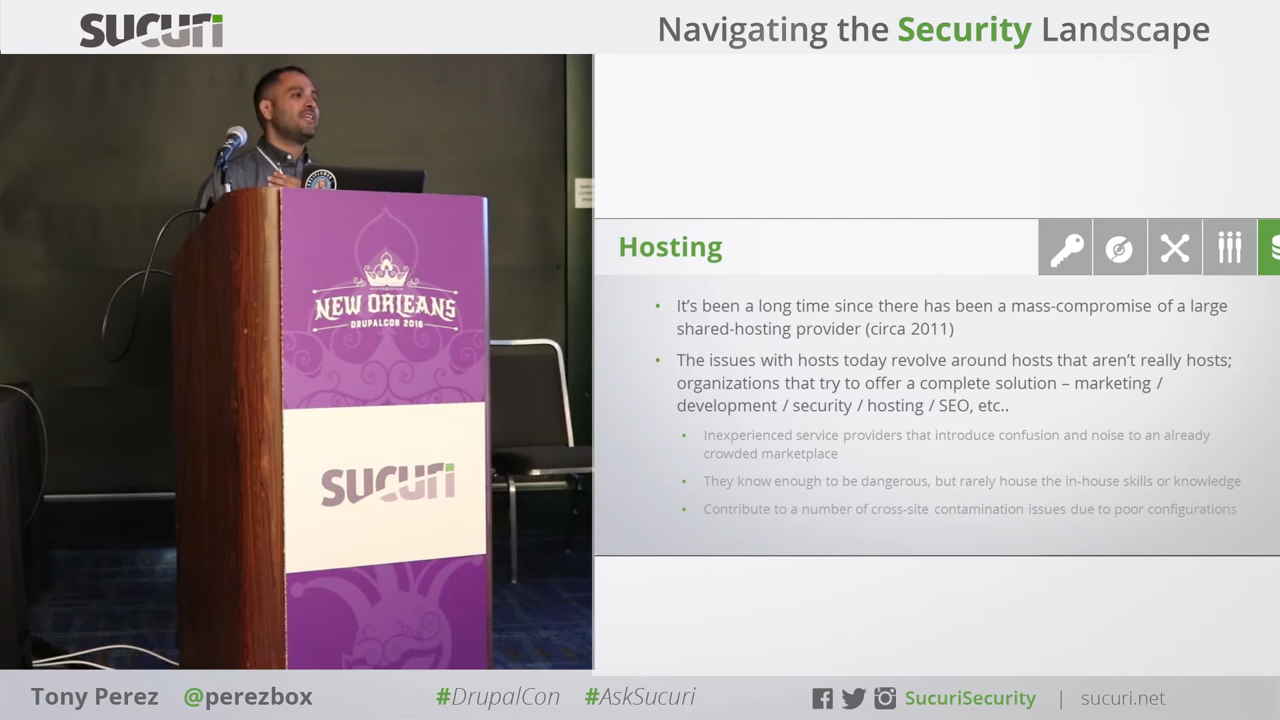 sucuri
Navigating the Security Landscape
NEW ORLEANS
DRUPALCON 2016
sucuri
Hosting
• It’s been a long time since there has been a mass-compromise of a large
shared-hosting provider (circa 2011)
• The issues with hosts today revolve around hosts that aren’t really hosts;
organizations that try to offer a complete solution – marketing /
development / security / hosting / SEO, etc..
• Inexperienced service providers that introduce confusion and noise to an already
crowded marketplace
• They know enough to be dangerous, but rarely house the in-house skills or knowledge
• Contribute to a number of cross-site contamination issues due to poor configurations
Tony Perez @perezbox #DrupalCon #AskSucuri SucuriSecurity | sucuri.net